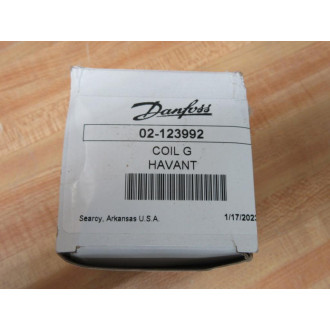 Danfoss
02-123992
COIL G
HAVANT
Searcy, Arkansas U.S.A. 1/17/202